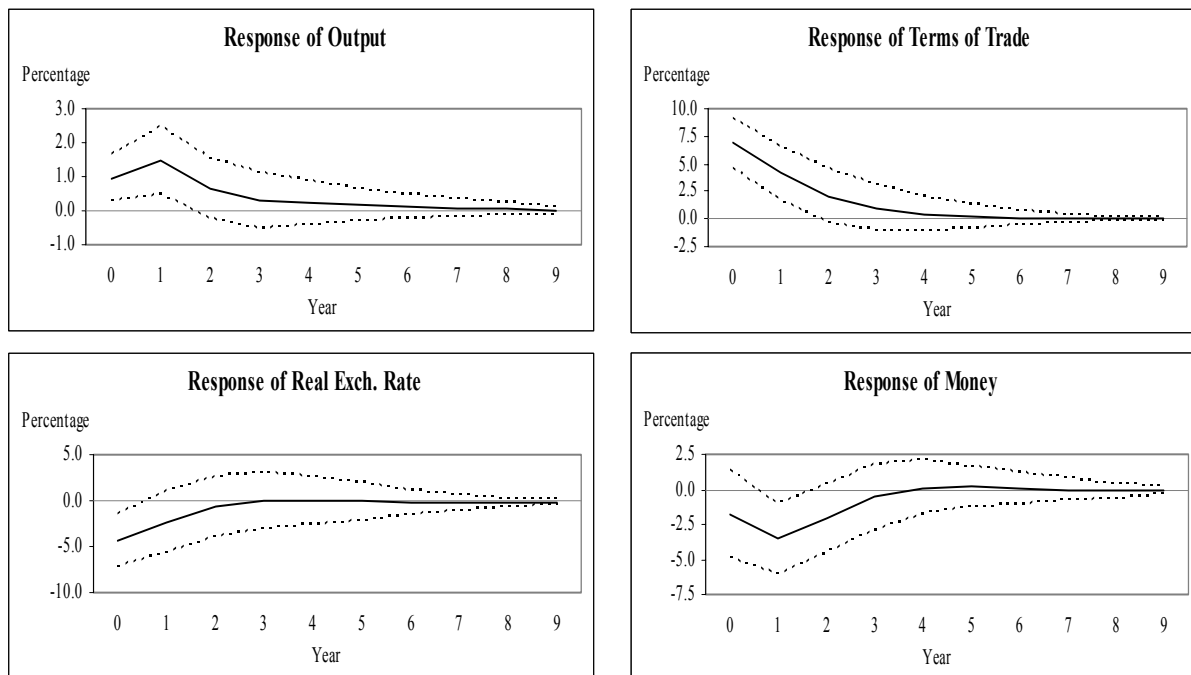 Response of Output
Percentage
3.0
2.0
1.0
0.0
-1.0
0 1 2 3 4 5 6 7 8 9
Year
Response of Terms of Trade
Percentage
10.0
7.5
5.0
2.5
0.0
-2.5
0 1 2 3 4 5 6 7 8 9
Year
Response of Real Exch. Rate
Percentage
5.0
0.0
-5.0
-10.0
0 1 2 3 4 5 6 7 8 9
Year
Response of Money
Percentage
2.5
0.0
-2.5
-5.0
-7.5
0 1 2 3 4 5 6 7 8 9
Year